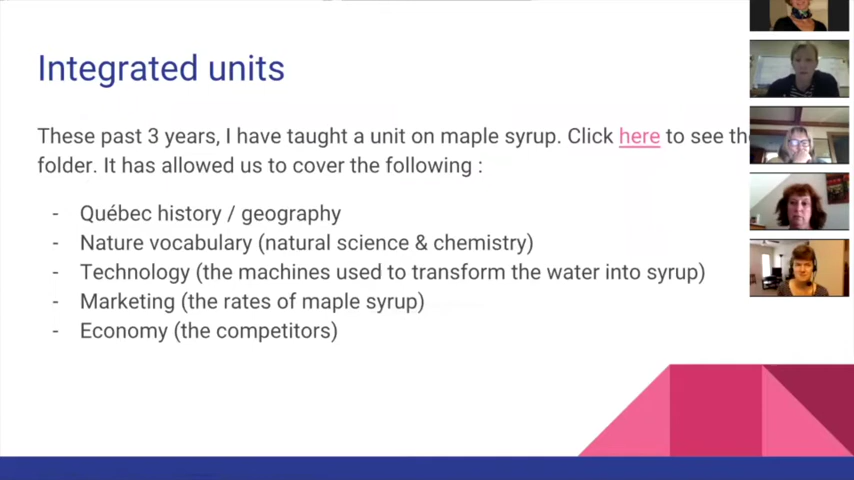 Integrated units
These past 3 years, I have taught a unit on maple syrup. Click here to see
folder. It has allowed us to cover the following :
- Québec history / geography
- Nature vocabulary (natural science & chemistry)
- Technology (the machines used to transform the water into syrup)
- Marketing (the rates of maple syrup)
- Economy (the competitors)